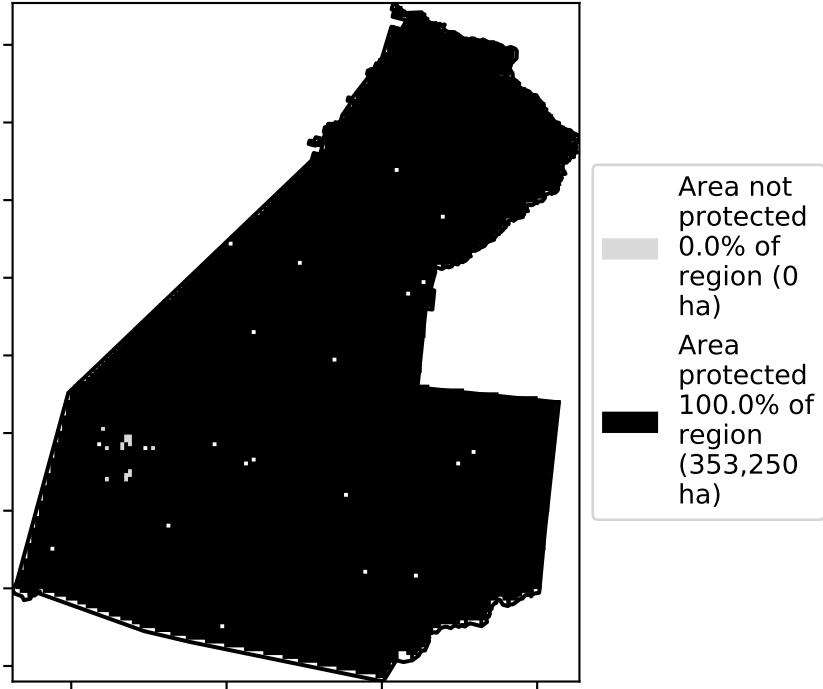 Area not
protected
0.0% of
region (0
ha)
Area
protected
100.0% of
region
(353,250
ha)